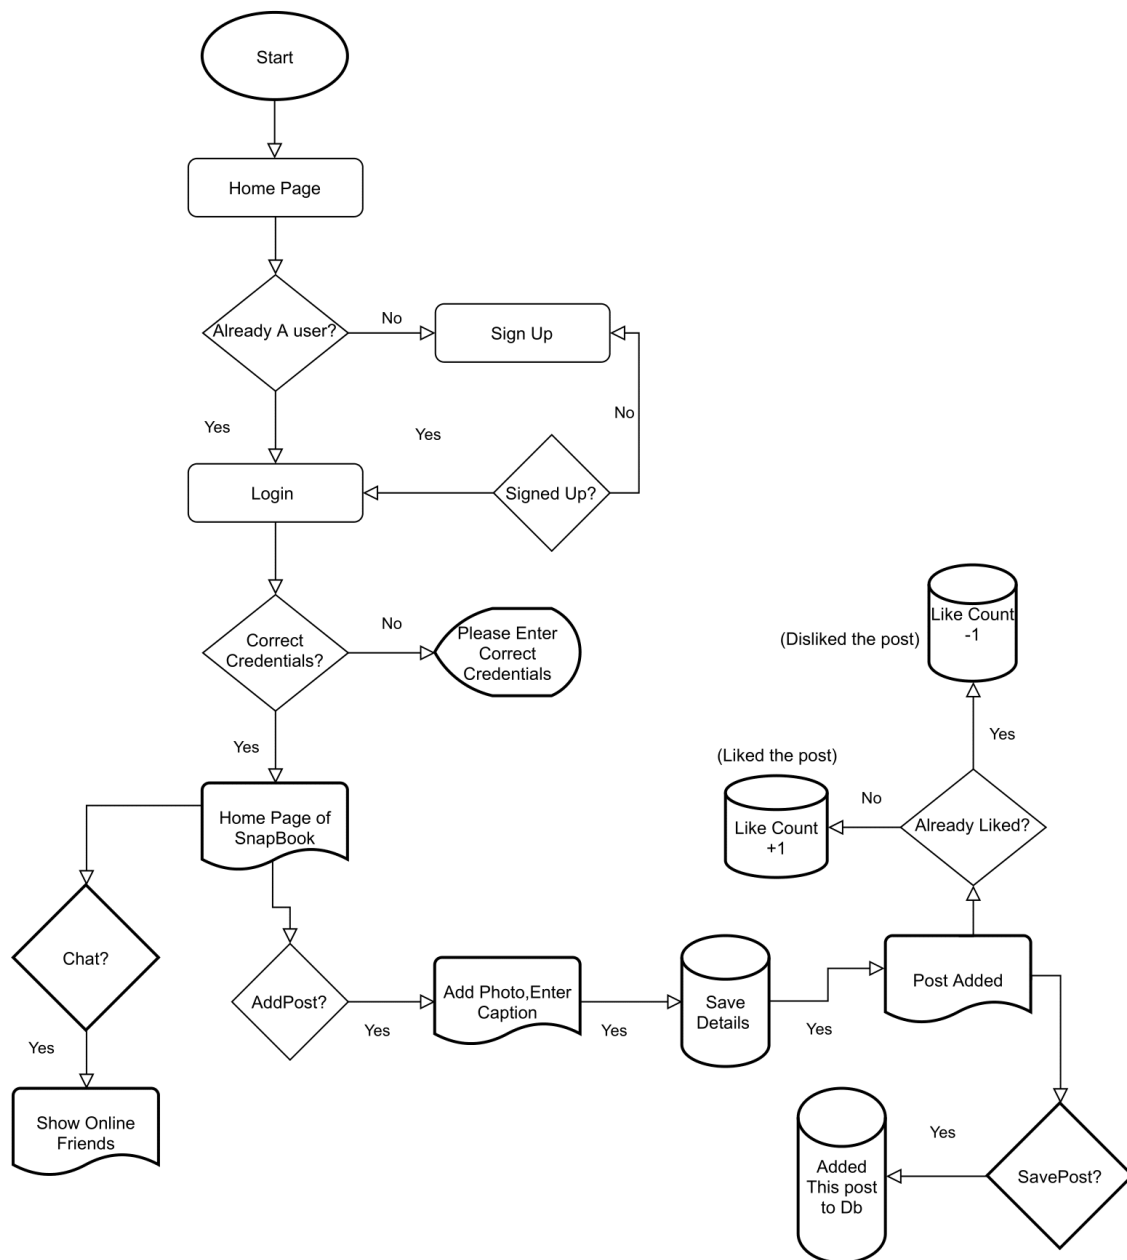 Start
Home Page
Already A user?
No
Sign Up
Yes
Yes
No
Login
Signed Up?
Correct
Credentials?
No
Please Enter
Correct
Credentials
Like Count
-1
(Disliked the post)
Yes
Yes
(Liked the post)
No
Home Page of
SnapBook
Like Count
+1
Already Liked?
Chat?
AddPost?
Yes
Add Photo,Enter
Caption
Yes
Save
Details
Yes
Post Added
Yes
Show Online
Friends
Yes
Added
This post
to Db
SavePost?